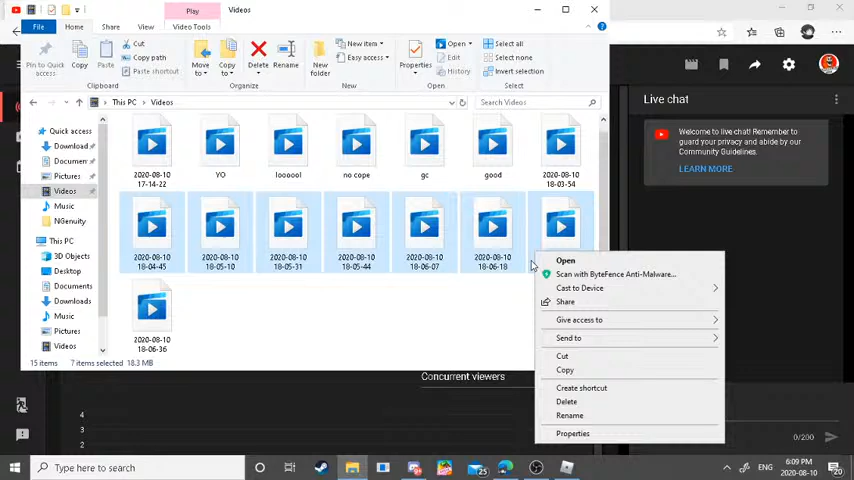 Play
Videos
File
Home
Share
View
Video Tools
Pin to Quick
access
Copy
Paste
Cut
Copy path
Paste shortcut
Clipboard
Move
to
Copy
to
Delete
Rename
Organize
New
folder
New item
Easy access
New
Properties
Open
Edit
History
Open
Select all
Select none
Invert selection
Select
This PC
Videos
Search Videos
Quick access
Download
Documen
Pictures
Videos
Music
NGenuity
This PC
3D Objects
Desktop
Documents
Downloads
Music
Pictures
Videos
2020-08-10
17-14-22
YO
looool
no cope
gc
good
2020-08-10
18-03-54
2020-08-10
18-04-45
2020-08-10
18-05-10
2020-08-10
18-05-31
2020-08-10
18-05-44
2020-08-10
18-06-07
2020-08-10
18-06-18
2020-08-10
18-06-36
15 items
7 items selected
18.3 MB
Open
Scan with ByteFence Anti-Malware...
Cast to Device
Share
Give access to
Send to
Cut
Copy
Create shortcut
Delete
Rename
Properties
Live chat
Welcome to live chat! Remember to
guard your privacy and abide by our
Community Guidelines.
LEARN MORE
Concurrent viewers
4
3
2
0/200
Type here to search
25
ENG
6:09 PM
2020-08-10
20